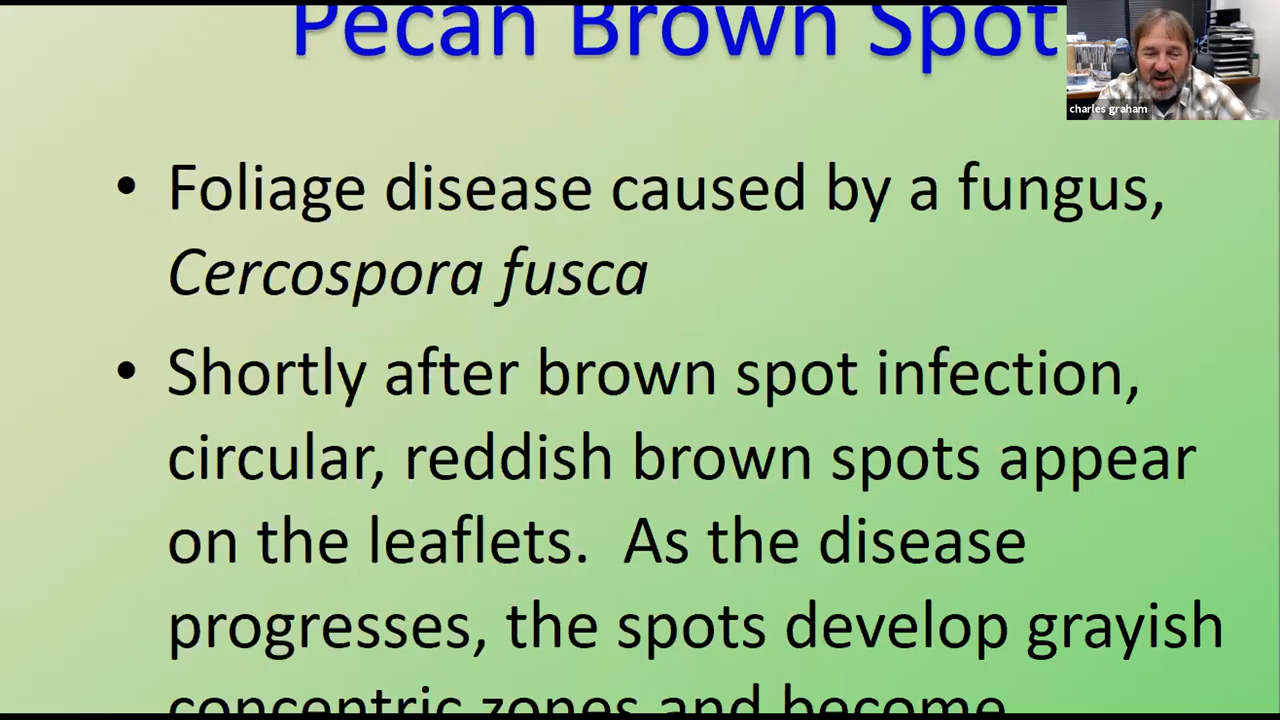 Pecan Brown Spot
charles graham
• Foliage disease caused by a fungus,
Cercospora fusca
• Shortly after brown spot infection,
circular, reddish brown spots appear
on the leaflets.  As the disease
progresses, the spots develop grayish
concentric zones and become